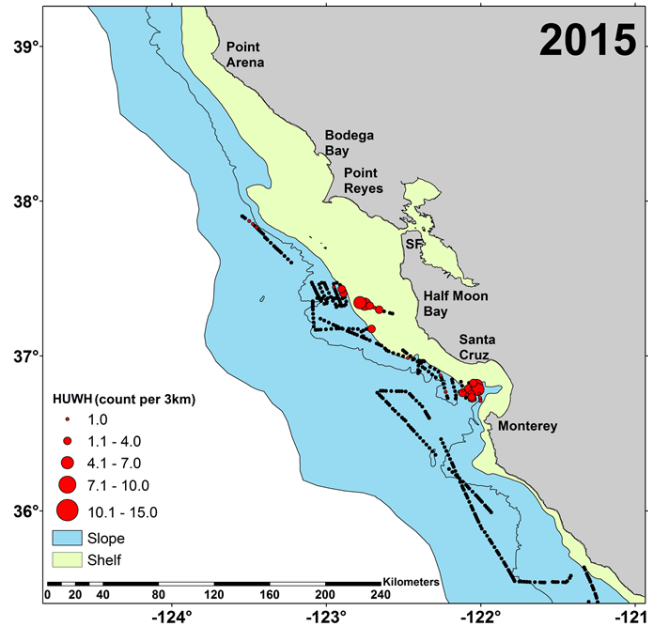 2015
39°
Point
Arena
Bodega
Bay
Point
Reyes
38°
SF
Half Moon
Bay
37°
Santa
Cruz
Monterey
36°
HUWH (count per 3km)
1.0
1.1 - 4.0
4.1 - 7.0
7.1 - 10.0
10.1 - 15.0
Slope
Shelf
Kilometers
0 20 40 80 120 160 200 240
-124° -123° -122° -121